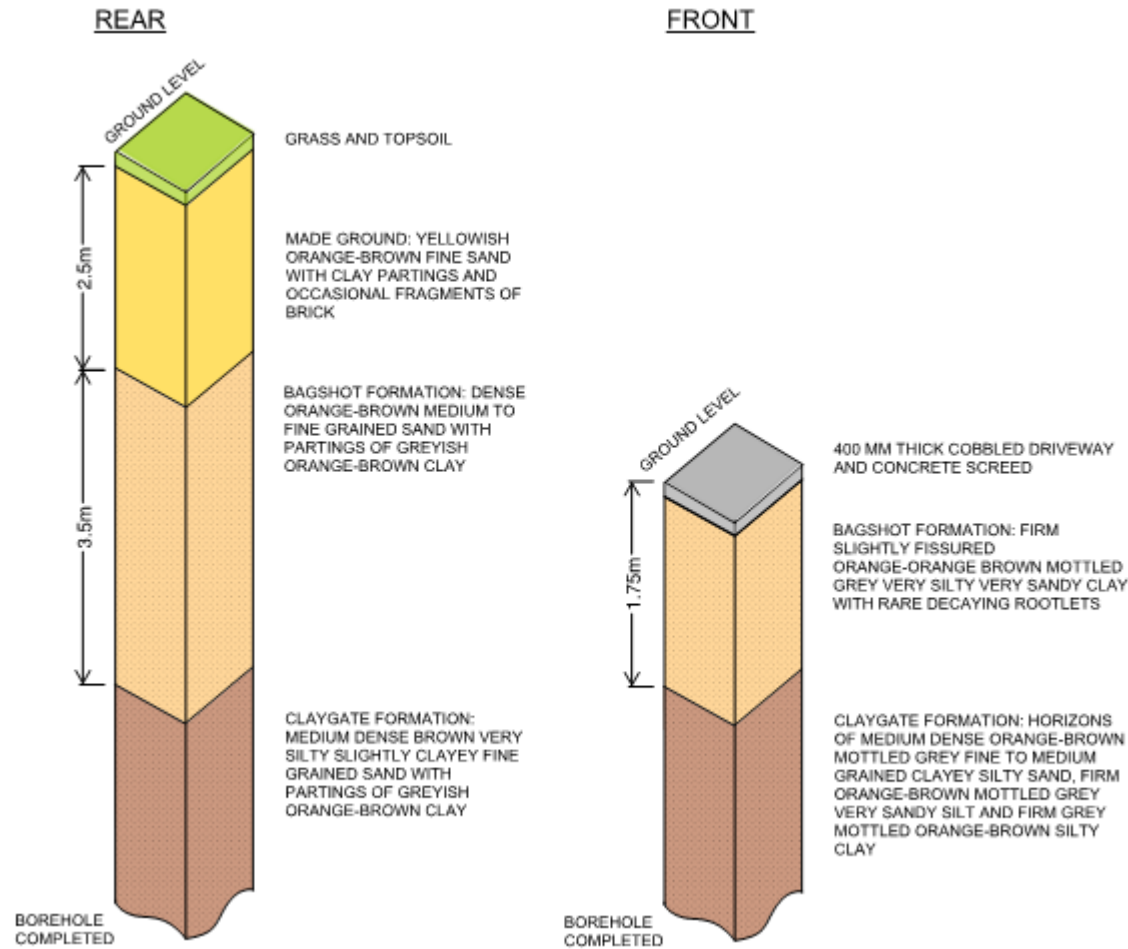 REAR
GROUND LEVEL
GRASS AND TOPSOIL
2.5m
MADE GROUND: YELLOWISH
ORANGE-BROWN FINE SAND
WITH CLAY PARTINGS AND
OCCASIONAL FRAGMENTS OF
BRICK
3.5m
BAGSHOT FORMATION: DENSE
ORANGE-BROWN MEDIUM TO
FINE GRAINED SAND WITH
PARTINGS OF GREYISH
ORANGE-BROWN CLAY
CLAYGATE FORMATION:
MEDIUM DENSE BROWN VERY
SILTY SLIGHTLY CLAYEY FINE
GRAINED SAND WITH
PARTINGS OF GREYISH
ORANGE-BROWN CLAY
BOREHOLE
COMPLETED
FRONT
GROUND LEVEL
400 MM THICK COBBLED DRIVEWAY
AND CONCRETE SCREED
1.75m
BAGSHOT FORMATION: FIRM
SLIGHTLY FISSURED
ORANGE-ORANGE BROWN MOTTLED
GREY VERY SILTY VERY SANDY CLAY
WITH RARE DECAYING ROOTLETS
CLAYGATE FORMATION: HORIZONS
OF MEDIUM DENSE ORANGE-BROWN
MOTTLED GREY FINE TO MEDIUM
GRAINED CLAYEY SILTY SAND, FIRM
ORANGE-BROWN MOTTLED GREY
VERY SANDY SILT AND FIRM GREY
MOTTLED ORANGE-BROWN SILTY
CLAY
BOREHOLE
COMPLETED